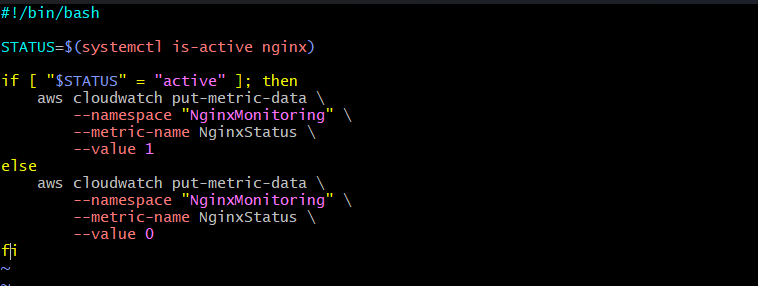 #!/bin/bash
STATUS=$(systemctl is-active nginx)
if [ "$STATUS" = "active" ]; then
    aws cloudwatch put-metric-data \
        --namespace "NginxMonitoring" \
        --metric-name NginxStatus \
        --value 1
else
    aws cloudwatch put-metric-data \
        --namespace "NginxMonitoring" \
        --metric-name NginxStatus \
        --value 0
fi
~
~